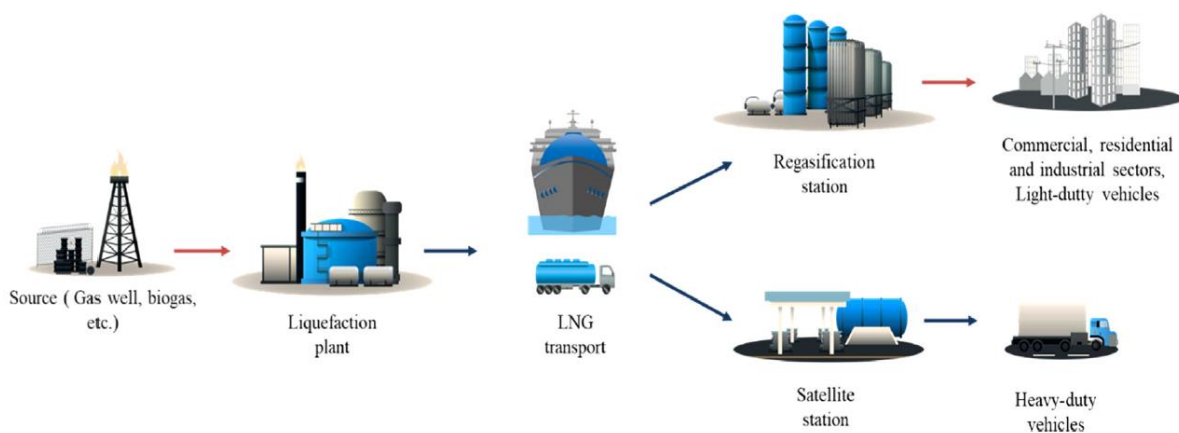 Source ( Gas well, biogas,
etc.)
Liquefaction
plant
LNG
transport
Regasification
station
Commercial, residential
and industrial sectors,
Light-dutty vehicles
Satellite
station
Heavy-duty
vehicles